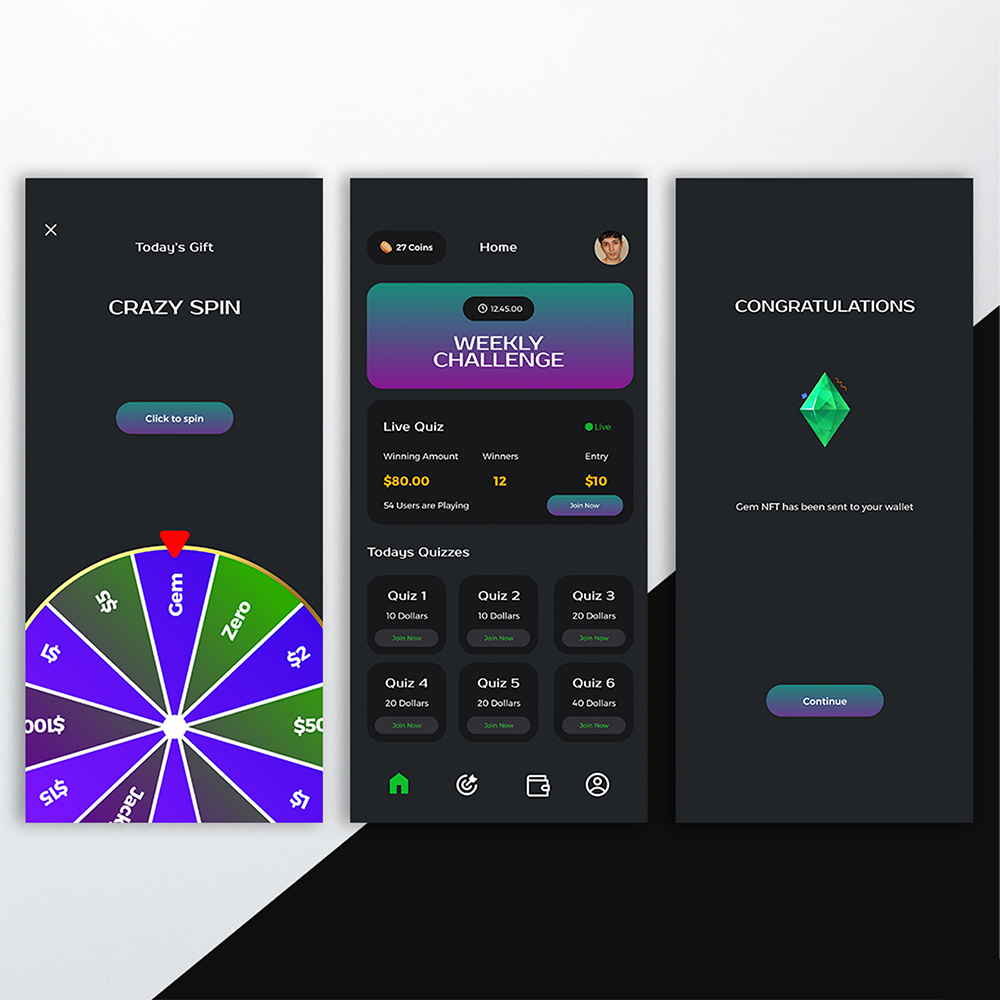 Today's Gift
CRAZY SPIN
Click to spin
$100
$1
$5
Gem
Zero
$2
$50
$15
27 Coins
Home
12.45.00
WEEKLY
CHALLENGE
Live Quiz
Live
Winning Amount Winners Entry
$80.00 12 $10
54 Users are Playing
Join Now
Todays Quizzes
Quiz 1 Quiz 2 Quiz 3
10 Dollars 10 Dollars 20 Dollars
Join Now Join Now Join Now
Quiz 4 Quiz 5 Quiz 6
20 Dollars 20 Dollars 40 Dollars
Join Now Join Now Join Now
CONGRATULATIONS
Gem NFT has been sent to your wallet
Continue